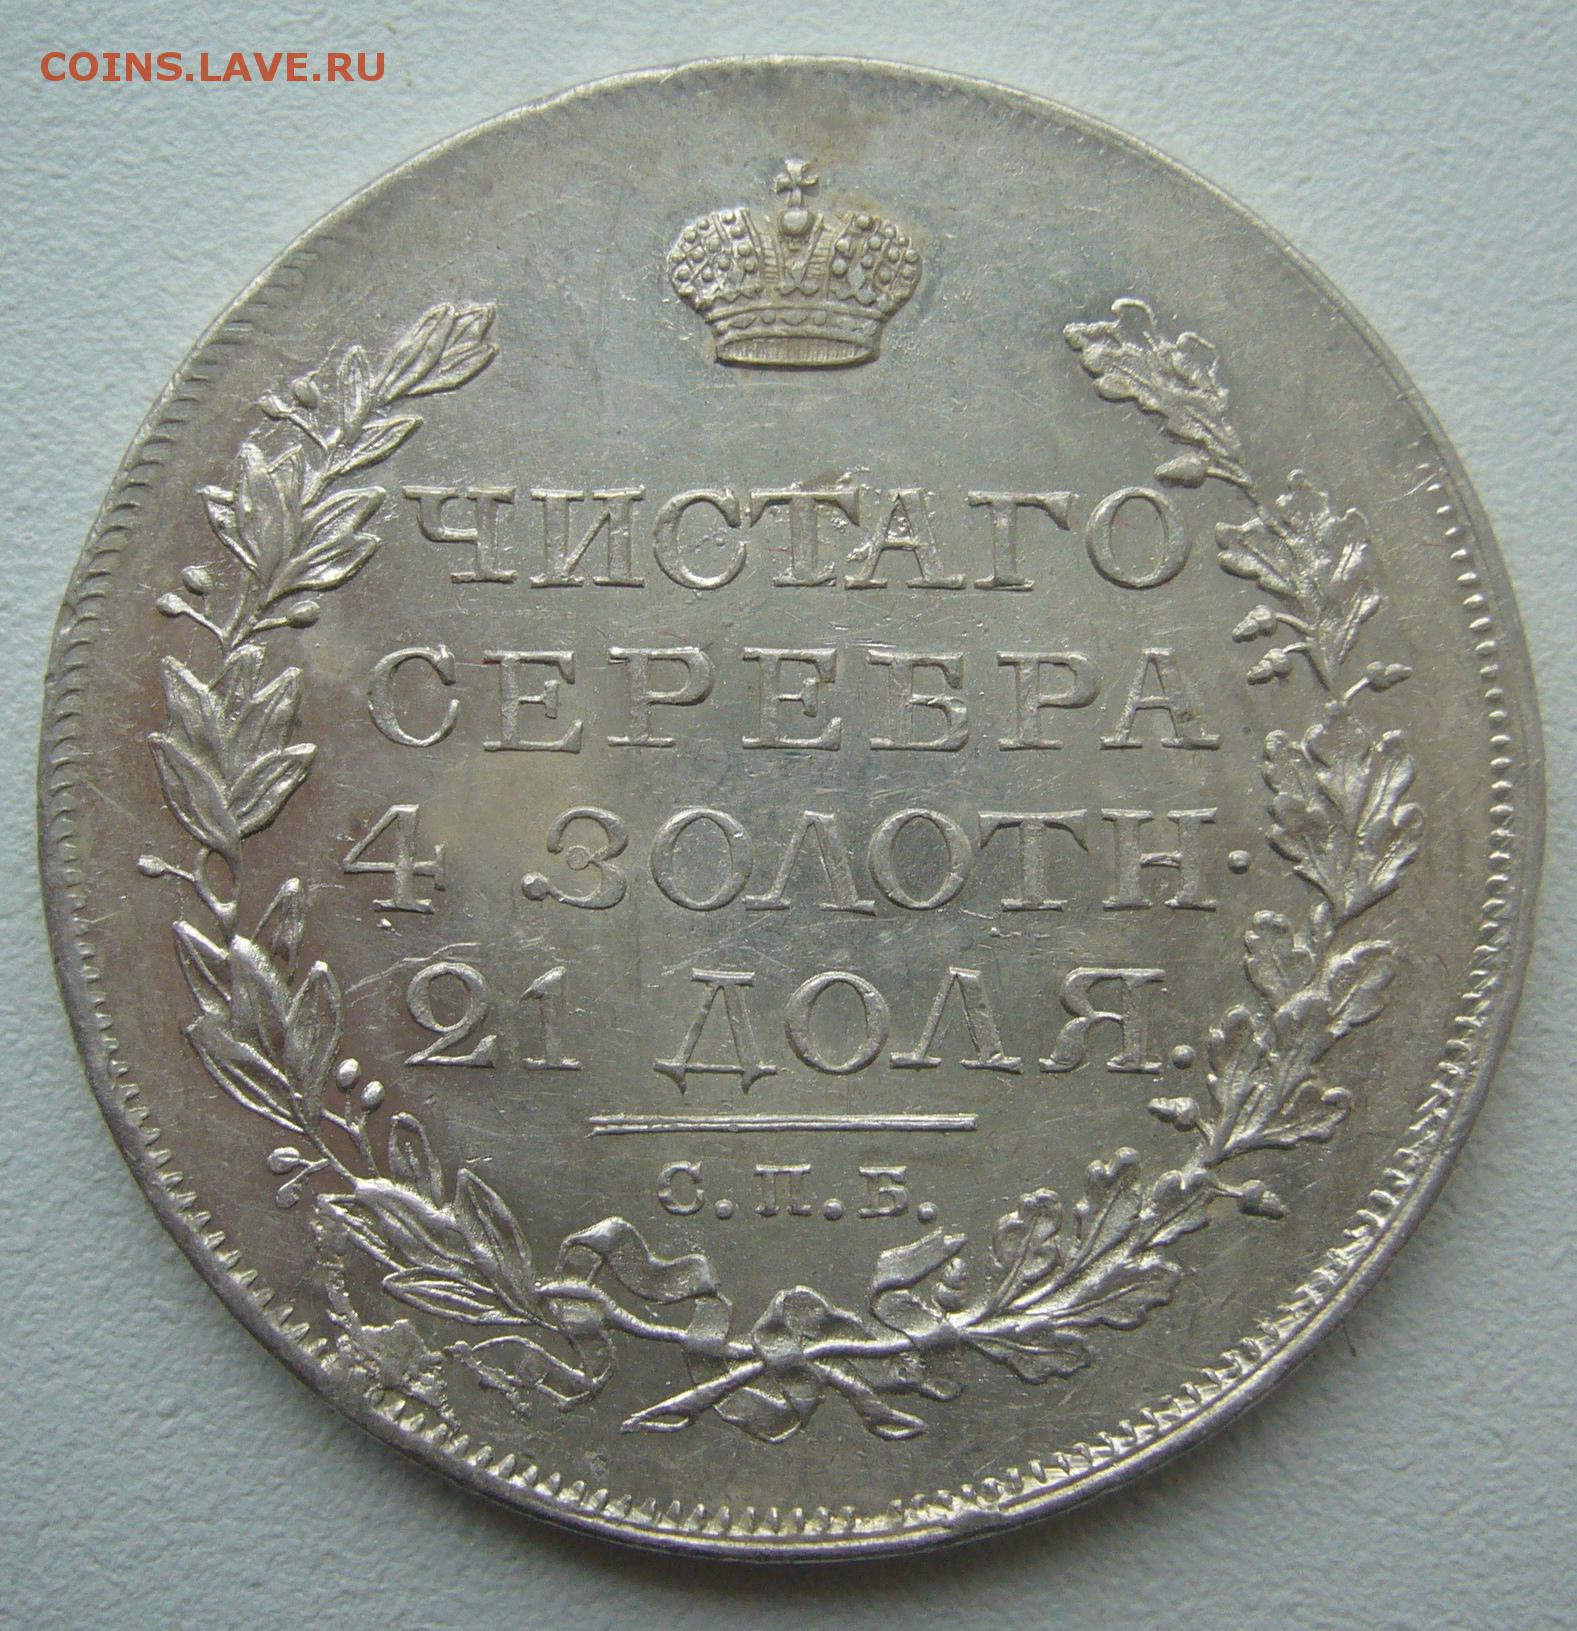 COINS.LAVE.RU
ЧИСТАГО
СЕРЕБРА
4 ЗОЛОТН.
21 ДОЛЯ.
С.П.Б.